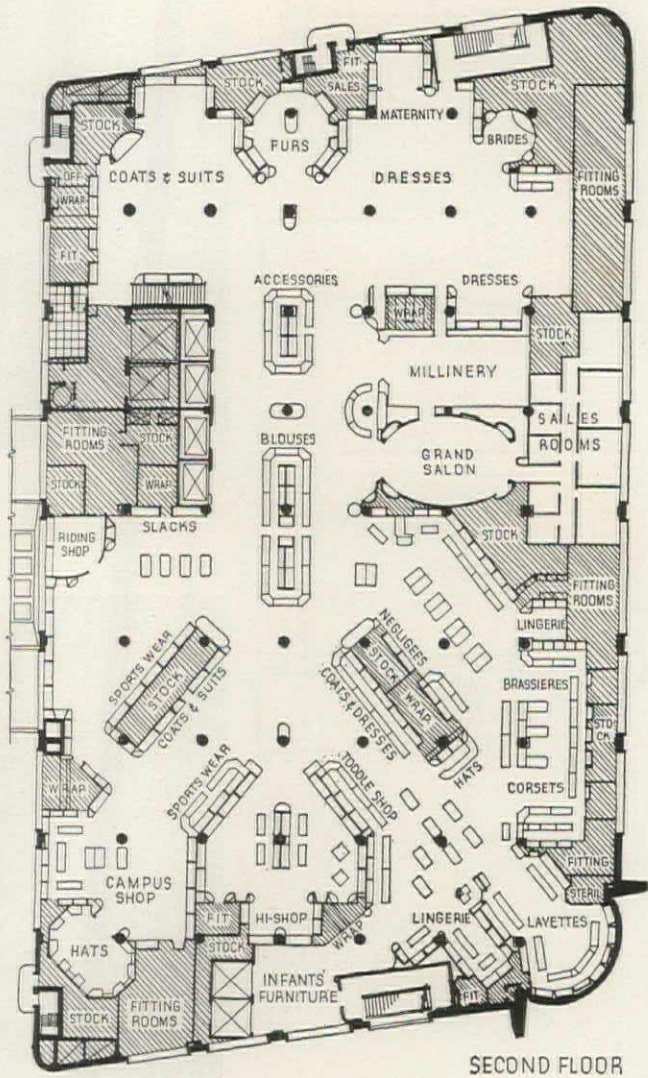 STOCK
FIT
SALES
STOCK
MATERNITY
STOCK
FURS
BRIDES
COATS & SUITS
DRESSES
OFF
WRAP
FITTING
ROOMS
FIT
ACCESSORIES
DRESSES
WRAP
STOCK
MILLINERY
SALES
ROOMS
FITTING
ROOMS
STOCK
BLOUSES
GRAND
SALON
STOCK
WRAP
SLACKS
RIDING
SHOP
STOCK
FITTING
ROOMS
LINGERIE
NEGLIGEES
SPORTS WEAR
STOCK
COATS & SUITS
STOCK
WRAP
COATS & DRESSES
HATS
BRASSIERES
STOCK
CORSETS
WRAP
SPORTS WEAR
TODDLE SHOP
FITTING
STERIL
CAMPUS
SHOP
FIT
HI-SHOP
WRAP
LINGERIE
LAYETTES
HATS
STOCK
INFANTS'
FURNITURE
STOCK
FITTING
ROOMS
FIT
SECOND FLOOR